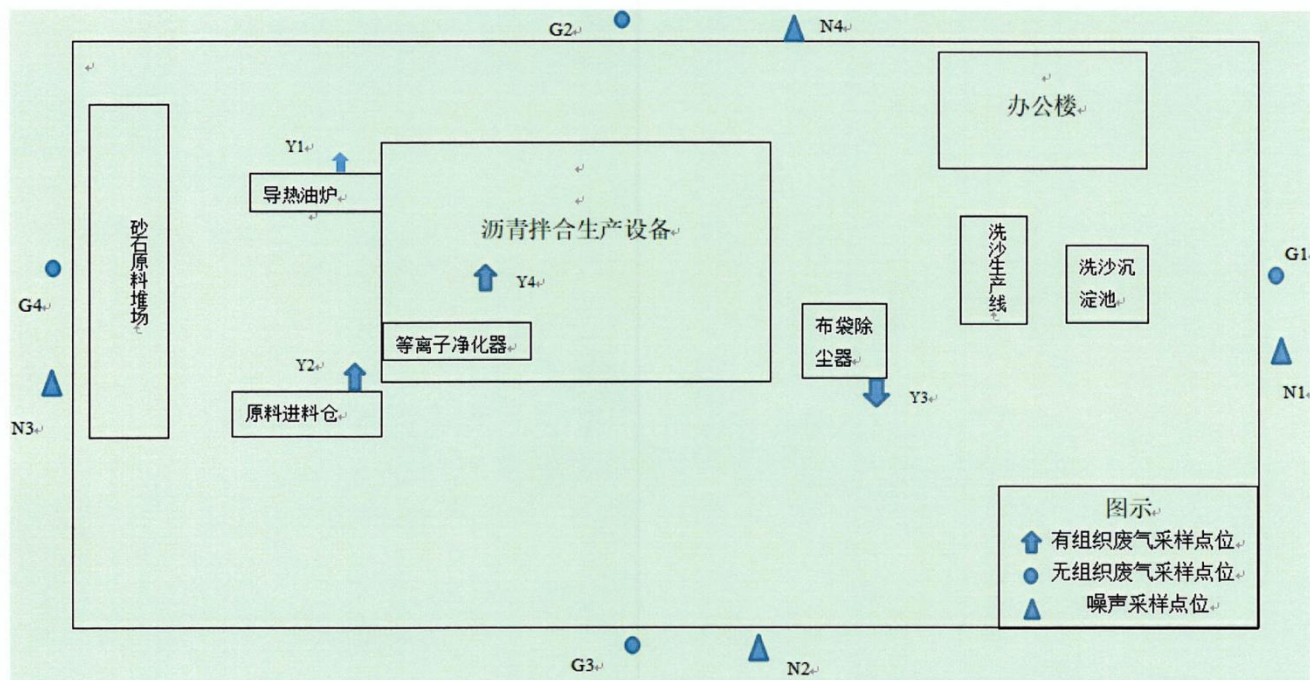 G2
N4
办公楼
Y1
导热油炉
沥青拌合生产设备
砂石原料堆场
洗沙生产线
洗沙沉
淀池
G1
G4
Y4
等离子净化器
布袋除
尘器
Y2
Y3
N1
N3
原料进料仓
图示
有组织废气采样点位
无组织废气采样点位
噪声采样点位
G3
N2